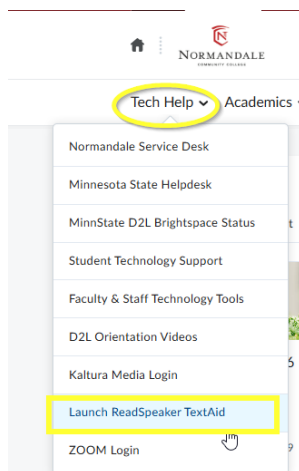 NORMANDALE
COMMUNITY COLLEGE
Tech Help Academics
Normandale Service Desk
Minnesota State Helpdesk
MinnState D2L Brightspace Status
Student Technology Support
Faculty & Staff Technology Tools
D2L Orientation Videos
Kaltura Media Login
Launch ReadSpeaker TextAid
ZOOM Login